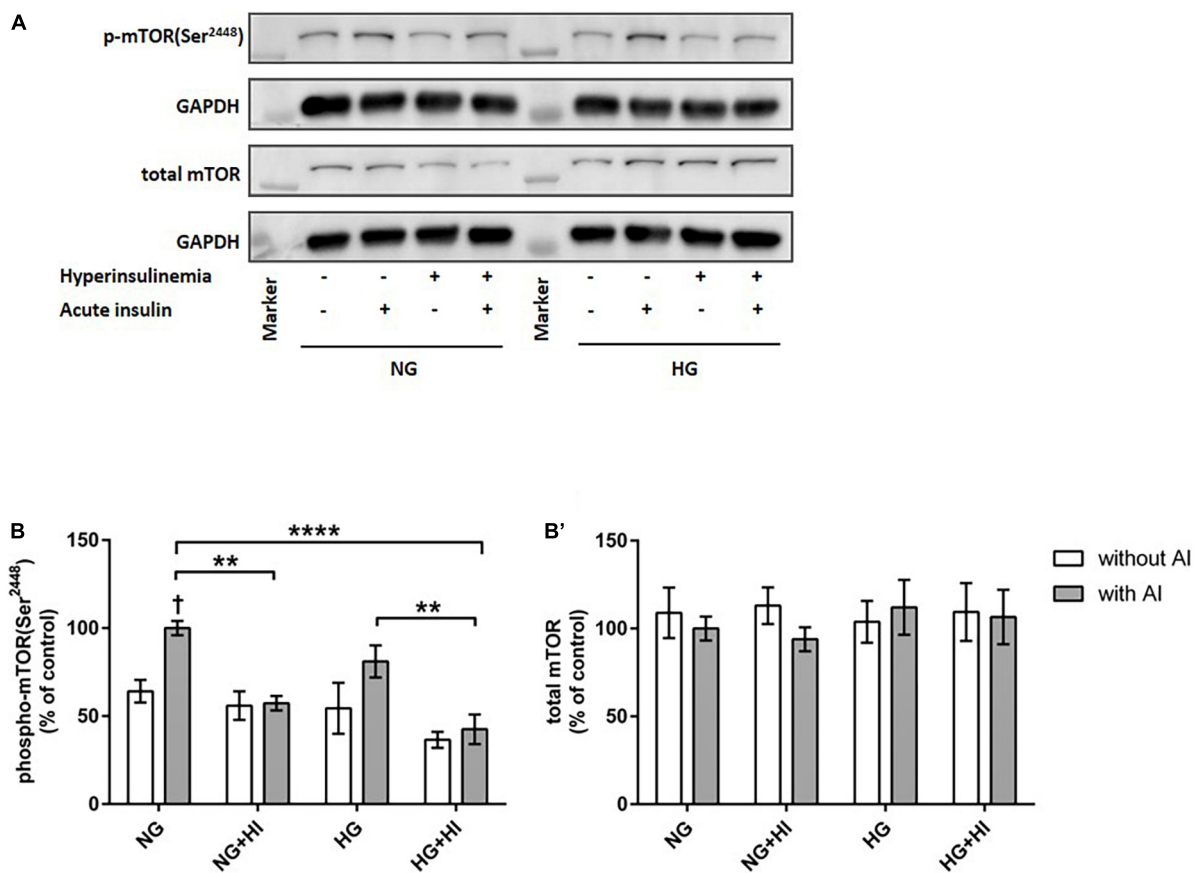 A
p-mTOR(Ser2448)
GAPDH
total mTOR
GAPDH
Hyperinsulinemia - - + + - - + +
Acute insulin - + - + - + - +
Marker
Marker
NG
HG
B
phospho-mTOR(Ser2448)
(% of control)
150
100
50
0
****
**
†
**
NG
NG+HI
HG
HG+HI
B’
total mTOR
(% of control)
150
100
50
0
NG
NG+HI
HG
HG+HI
without AI
with AI